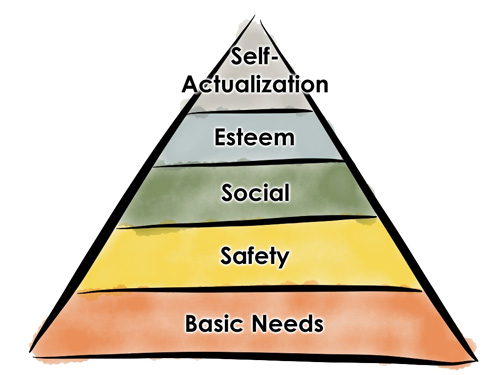 Self-
Actualization
Esteem
Social
Safety
Basic Needs